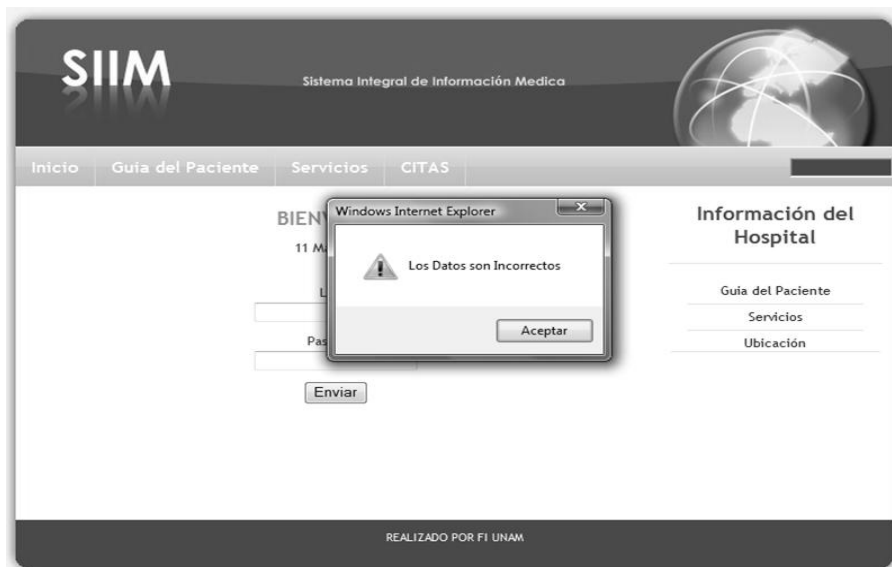 SIIM
Sistema Integral de Información Medica
Inicio Guia del Paciente Servicios CITAS
BIEN
Windows Internet Explorer
11
Los Datos son Incorrectos
Aceptar
Enviar
Información del
Hospital
Guia del Paciente
Servicios
Ubicación
REALIZADO POR FI UNAM